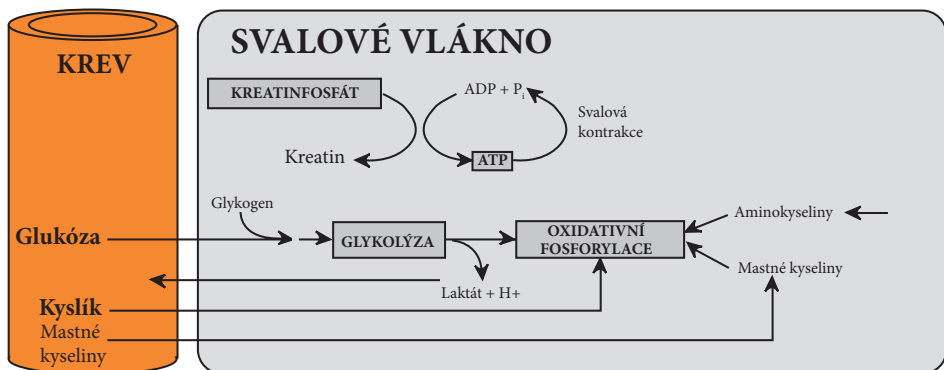 KREV
SVALOVÉ VLÁKNO
KREATINFOSFÁT
ADP + Pi
Svalová
kontrakce
Kreatin
ATP
Glykogen
Glukóza
GLYKOLÝZA
OXIDATIVNÍ
FOSFORYLACE
Aminokyseliny
Mastné kyseliny
Laktát + H+
Kyslík
Mastné
kyseliny